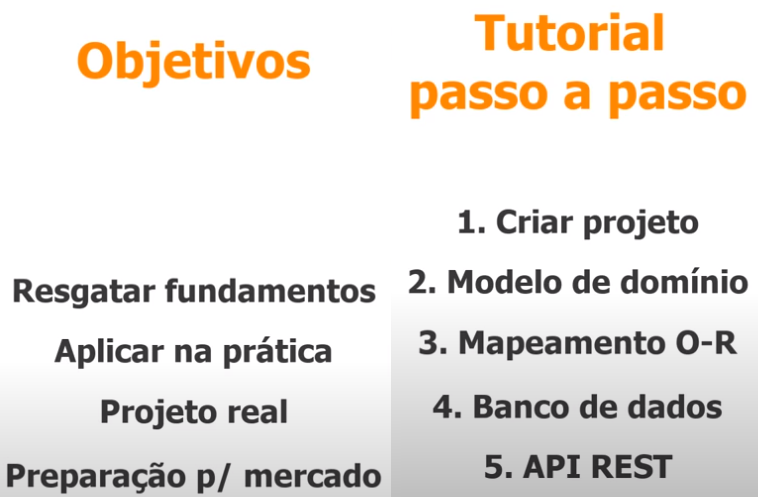 Objetivos
Resgatar fundamentos
Aplicar na prática
Projeto real
Preparação p/ mercado
Tutorial
passo a passo
1. Criar projeto
2. Modelo de domínio
3. Mapeamento O-R
4. Banco de dados
5. API REST